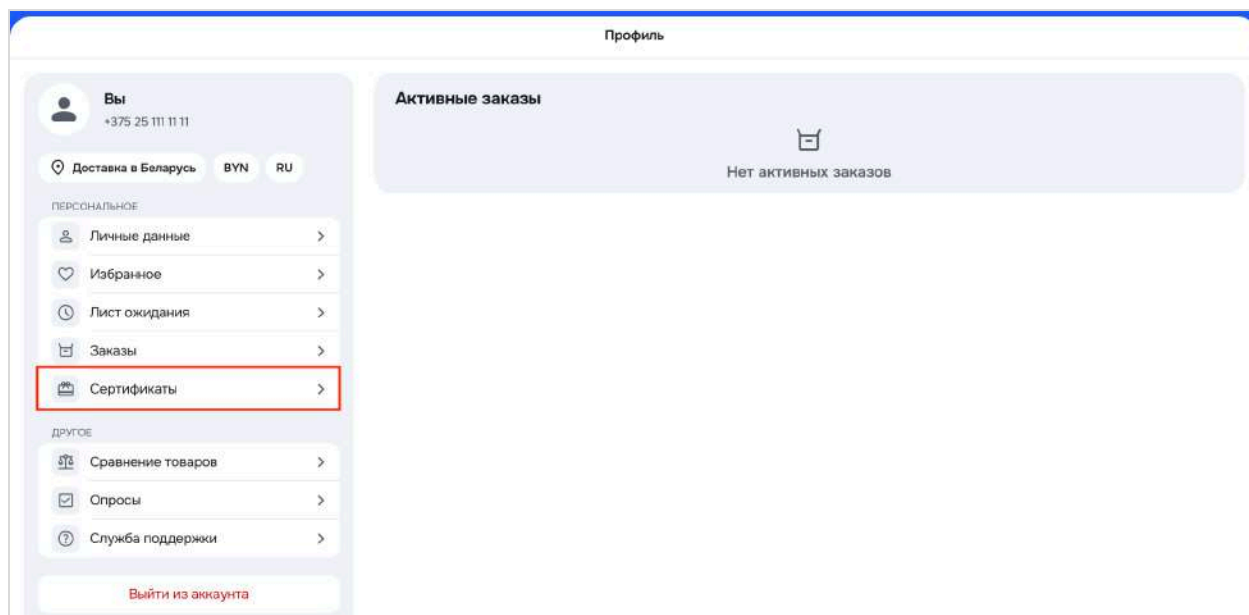 Профиль
Вы
+375 25 111 11 11
Доставка в Беларусь BYN RU
ПЕРСОНАЛЬНОЕ
Личные данные
Избранное
Лист ожидания
Заказы
Сертификаты
ДРУГОЕ
Сравнение товаров
Опросы
Служба поддержки
Выйти из аккаунта
Активные заказы
Нет активных заказов